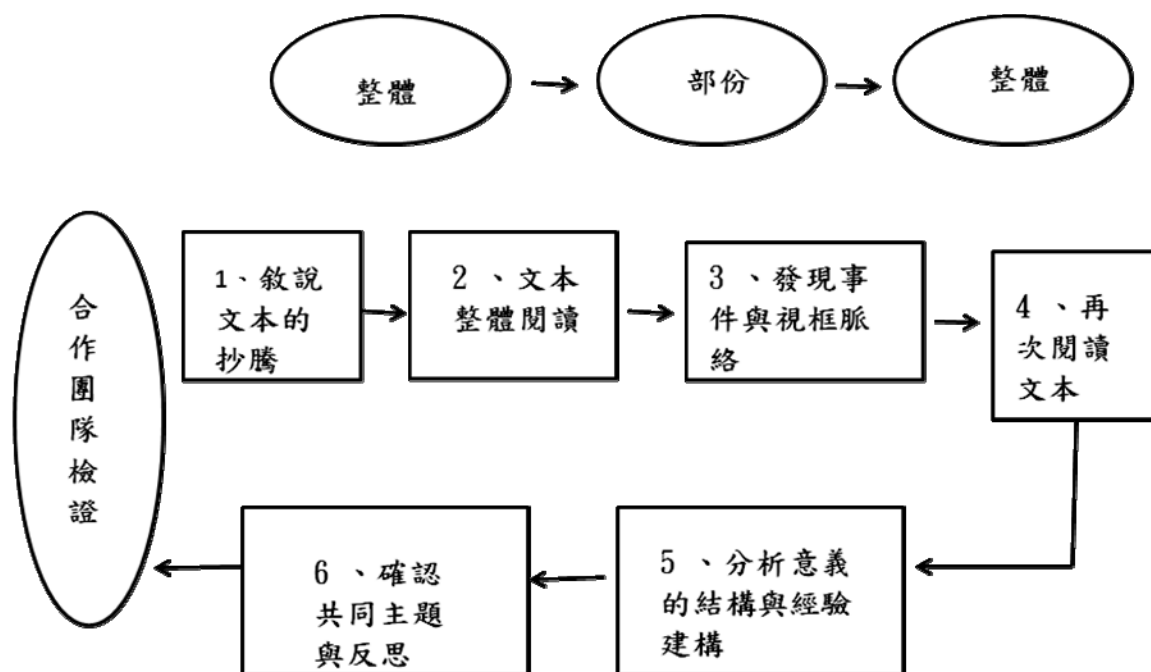 整體
部份
整體
合
作
團
隊
檢
證
1、敘說
文本的
抄騰
2 、文本
整體閱讀
3 、發現事
件與視框脈
絡
4 、再
次閱讀
文本
5 、分析意義
的結構與經驗
建構
6 、確認
共同主題
與反思